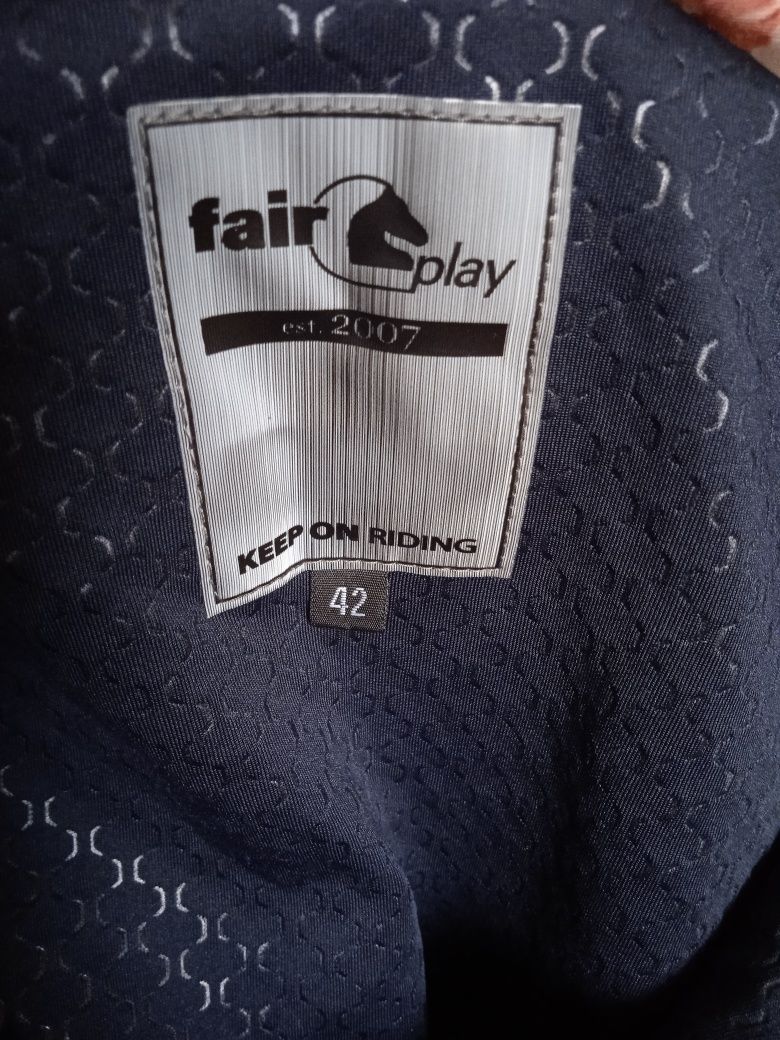 fair play
est. 2007
KEEP ON RIDING
42